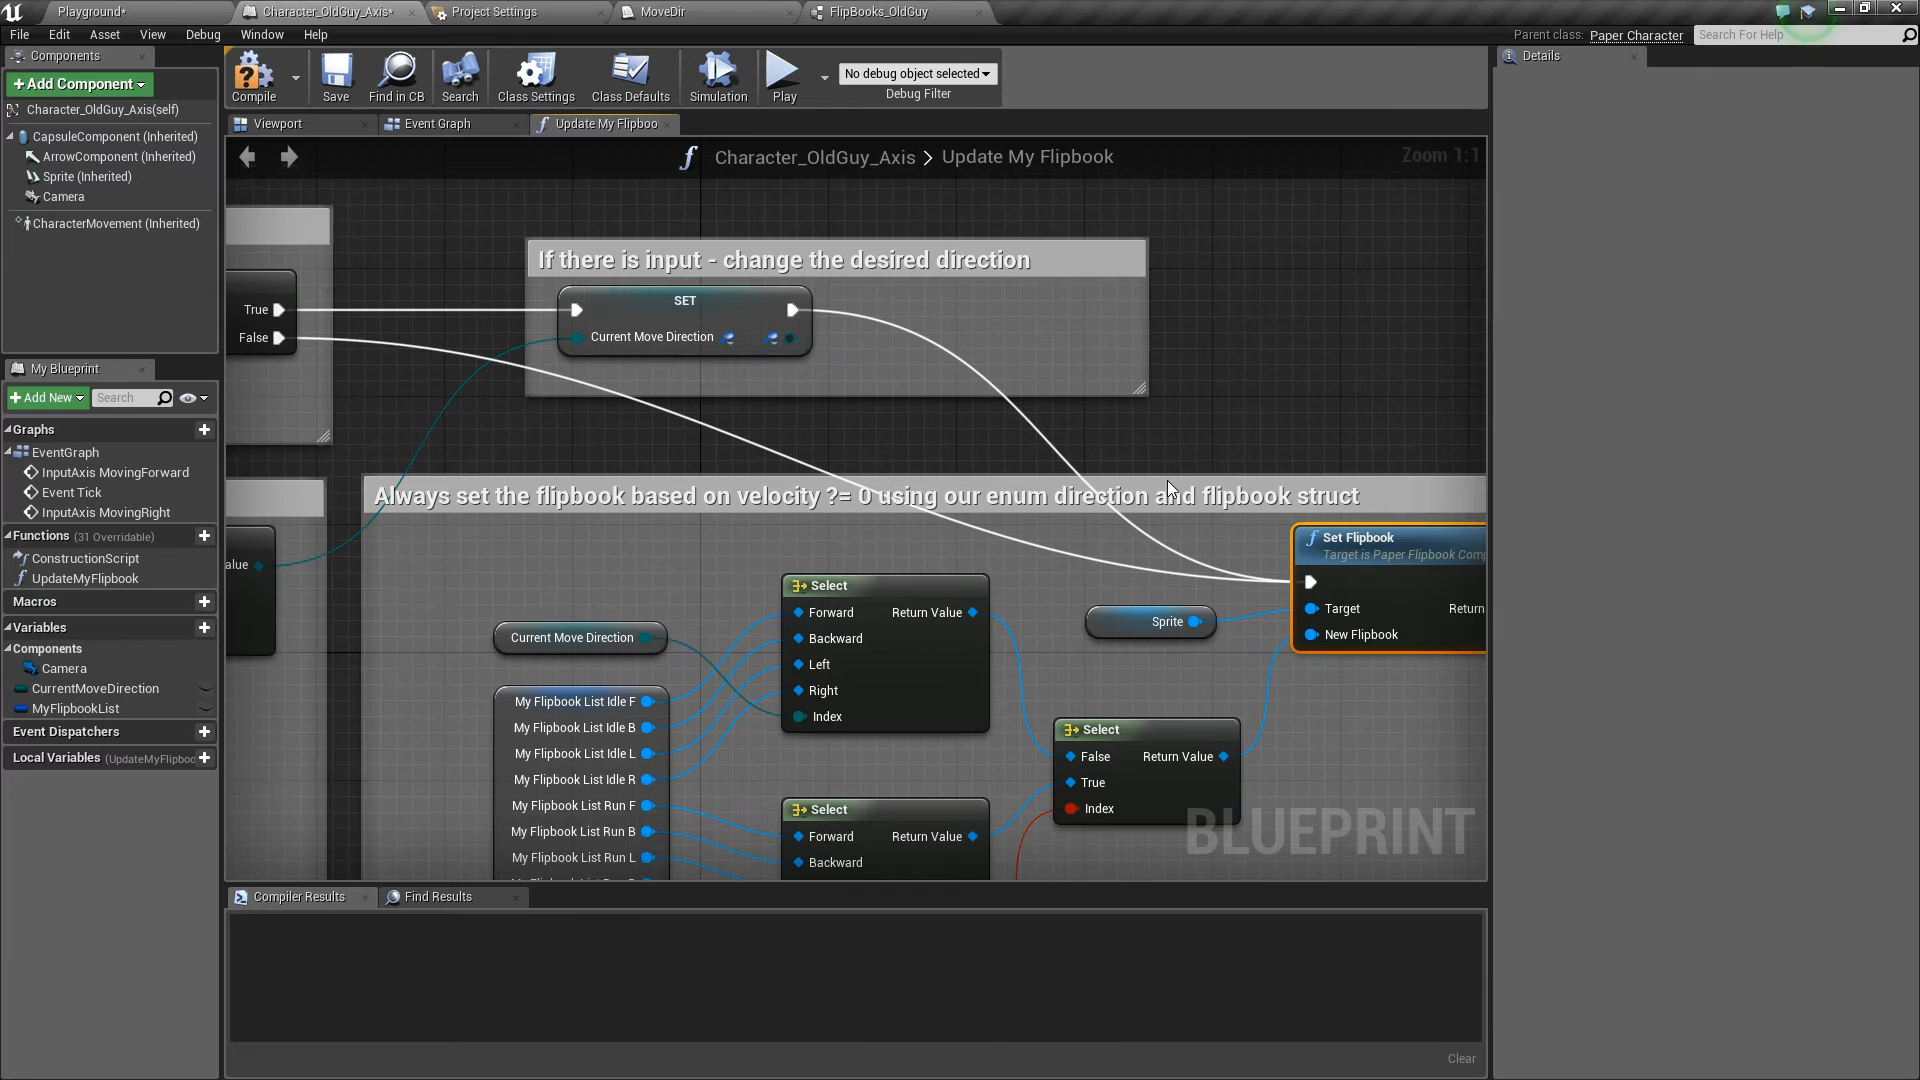 Playground*
Character_OldGuy_Axis*
Project Settings
MoveDir
FlipBooks_OldGuy
File Edit Asset View Debug Window Help
Parent class: Paper Character
Search For Help
Components
+Add Component
Character_OldGuy_Axis(self)
CapsuleComponent (Inherited)
ArrowComponent (Inherited)
Sprite (Inherited)
Camera
CharacterMovement (Inherited)
Compile
Save
Find in CB
Search
Class Settings
Class Defaults
Simulation
Play
No debug object selected
Debug Filter
Details
Viewport
Event Graph
Update My Flipboo
Character_OldGuy_Axis > Update My Flipbook
Zoom 1:1
My Blueprint
+Add New
Search
Graphs
EventGraph
InputAxis MovingForward
Event Tick
InputAxis MovingRight
Functions (31 Overridable)
ConstructionScript
UpdateMyFlipbook
Macros
Variables
Components
Camera
CurrentMoveDirection
MyFlipbookList
Event Dispatchers
Local Variables (UpdateMyFlipboo
True
False
If there is input - change the desired direction
SET
Current Move Direction
Always set the flipbook based on velocity ?= 0 using our enum direction and flipbook struct
alue
Current Move Direction
My Flipbook List Idle F
My Flipbook List Idle B
My Flipbook List Idle L
My Flipbook List Idle R
My Flipbook List Run F
My Flipbook List Run B
My Flipbook List Run L
Select
Forward Return Value
Backward
Left
Right
Index
Select
Forward Return Value
Backward
Sprite
Select
False Return Value
True
Index
Set Flipbook
Target is Paper Flipbook Comp
Target Return
New Flipbook
BLUEPRINT
Compiler Results
Find Results
Clear